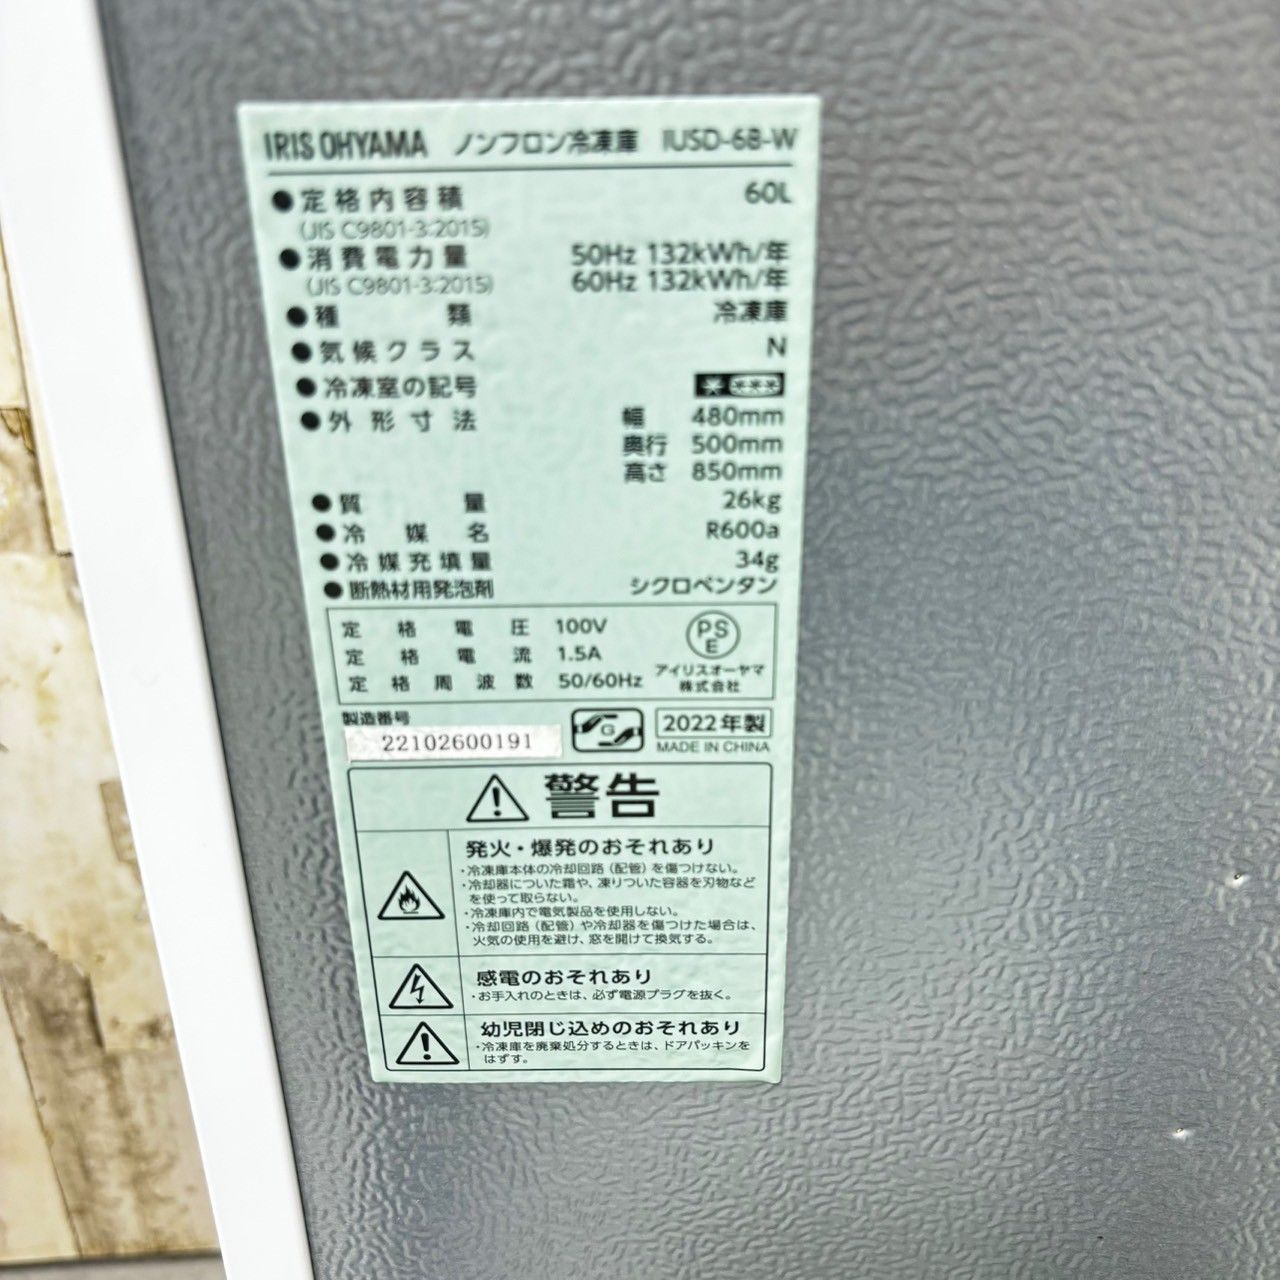 IRIS OHYAMA ノンフロン冷凍庫 IUSD-6B-W
●定格内容積 60L
(JIS C9801-3:2015)
●消費電力量 50Hz 132kWh/年
(JIS C9801-3:2015) 60Hz 132kWh/年
●種類 冷凍庫
●気候クラス N
●冷凍室の記号 * ***
●外形寸法 幅 480mm
奥行 500mm
高さ 850mm
●質量 26kg
●冷媒名 R600a
●冷媒充填量 34g
●断熱材用発泡剤 シクロペンタン
定格電圧 100V
定格電流 1.5A
定格周波数 50/60Hz
PS
E
アイリスオーヤマ
株式会社
製造番号
22102600191
G
2022年製
MADE IN CHINA
警告
発火・爆発のおそれあり
・冷凍庫本体の冷却回路(配管)を傷つけない。
・冷却器についた霜や、凍りついた容器を刃物など
を使って取らない。
・冷凍庫内で電気製品を使用しない。
・冷却回路(配管)や冷却器を傷つけた場合は、
火気の使用を避け、窓を開けて換気する。
感電のおそれあり
・お手入れのときは、必ず電源プラグを抜く。
幼児閉じ込めのおそれあり
・冷凍庫を廃棄処分するときは、ドアパッキンを
はずす。